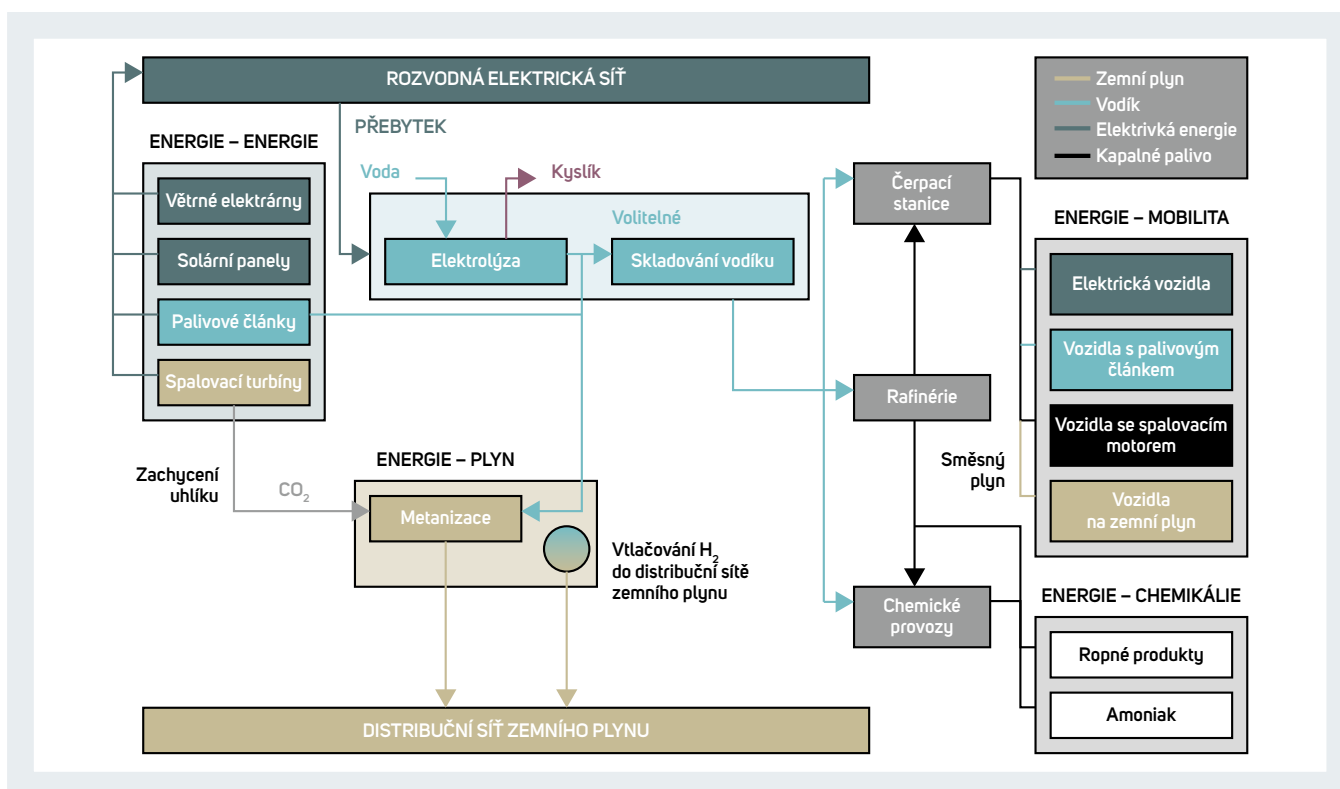 ROZVODNÁ ELEKTRICKÁ SÍŤ
PŘEBYTEK
ENERGIE – ENERGIE
Větrné elektrárny
Solární panely
Palivové články
Spalovací turbíny
Voda
Kyslík
Volitelné
Elektrolýza
Skladování vodíku
Zachycení
uhlíku
CO₂
ENERGIE – PLYN
Metanizace
Vtlačování H₂
do distribuční sítě
zemního plynu
DISTRIBUČNÍ SÍŤ ZEMNÍHO PLYNU
Čerpací
stanice
Rafinérie
Chemické
provozy
Směsný
plyn
Zemní plyn
Vodík
Elektrivká energie
Kapalné palivo
ENERGIE – MOBILITA
Elektrická vozidla
Vozidla s palivovým
článkem
Vozidla se spalovacím
motorem
Vozidla
na zemní plyn
ENERGIE – CHEMIKÁLIE
Ropné produkty
Amoniak